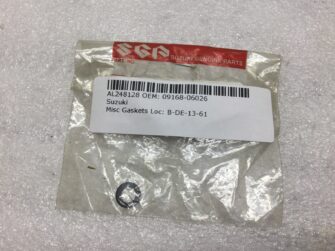 SGP
SUZUKI GENUINE PARTS
AL248128 OEM: 09168-06026
Suzuki
Misc Gaskets Loc: B-DE-13-61